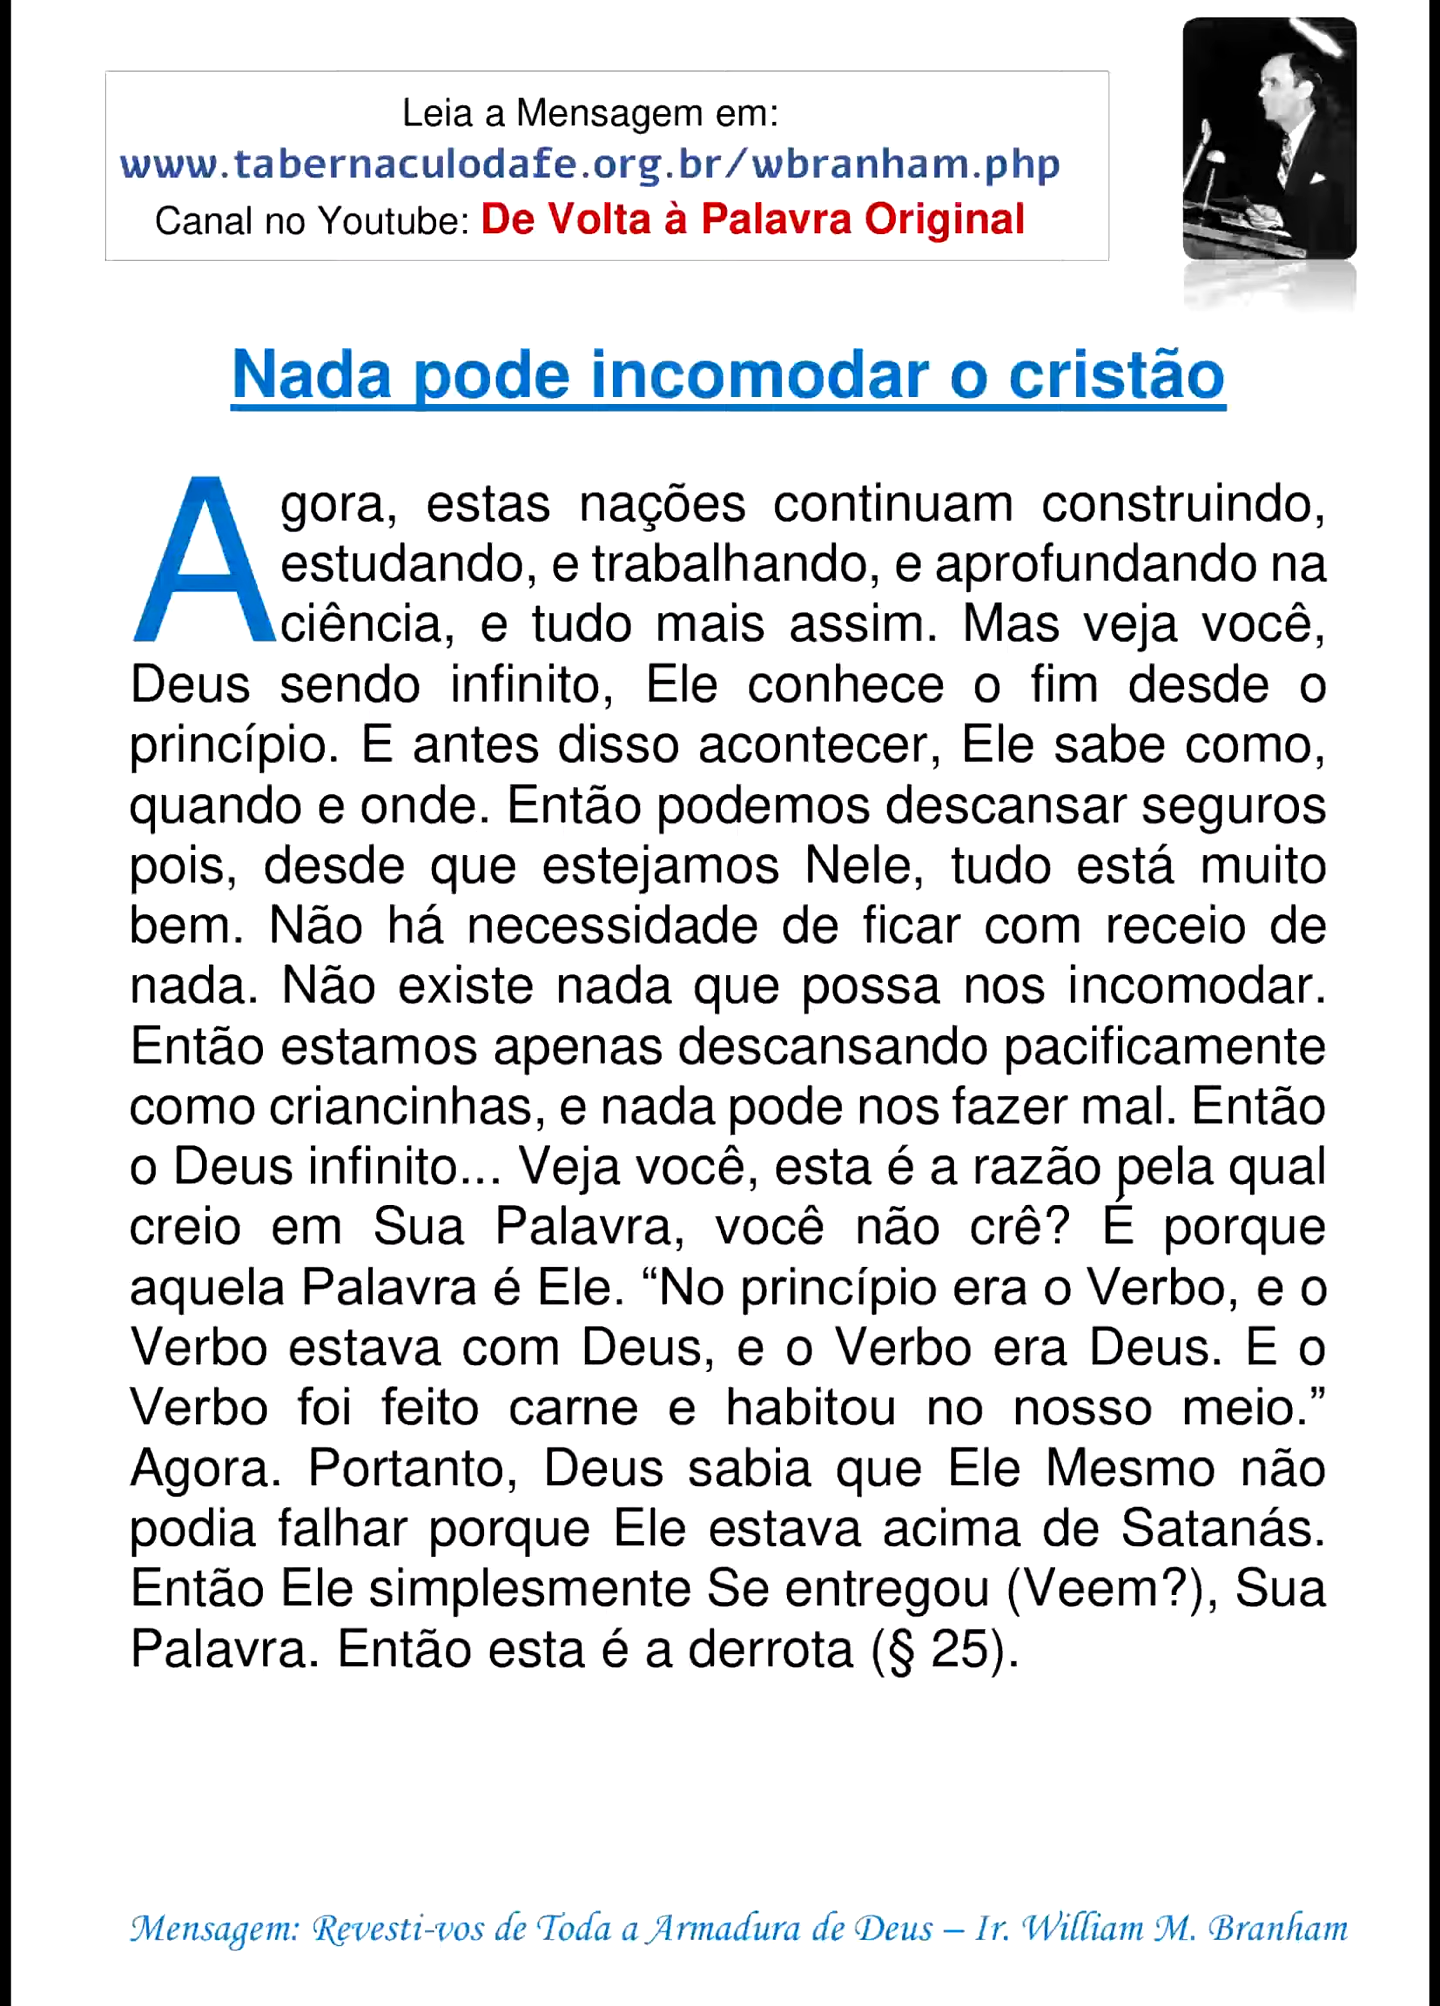 Leia a Mensagem em:
www.tabernaculodafe.org.br/wbranham.php
Canal no Youtube: De Volta à Palavra Original
Nada pode incomodar o cristão
Agora, estas nações continuam construindo,
estudando, e trabalhando, e aprofundando na
ciência, e tudo mais assim. Mas veja você,
Deus sendo infinito, Ele conhece o fim desde o
princípio. E antes disso acontecer, Ele sabe como,
quando e onde. Então podemos descansar seguros
pois, desde que estejamos Nele, tudo está muito
bem. Não há necessidade de ficar com receio de
nada. Não existe nada que possa nos incomodar.
Então estamos apenas descansando pacificamente
como criancinhas, e nada pode nos fazer mal. Então
o Deus infinito... Veja você, esta é a razão pela qual
creio em Sua Palavra, você não crê? É porque
aquela Palavra é Ele. “No princípio era o Verbo, e o
Verbo estava com Deus, e o Verbo era Deus. E o
Verbo foi feito carne e habitou no nosso meio.”
Agora. Portanto, Deus sabia que Ele Mesmo não
podia falhar porque Ele estava acima de Satanás.
Então Ele simplesmente Se entregou (Veem?), Sua
Palavra. Então esta é a derrota (§ 25).
Mensagem: Revesti-vos de Toda a Armadura de Deus – Ir. William M. Branham